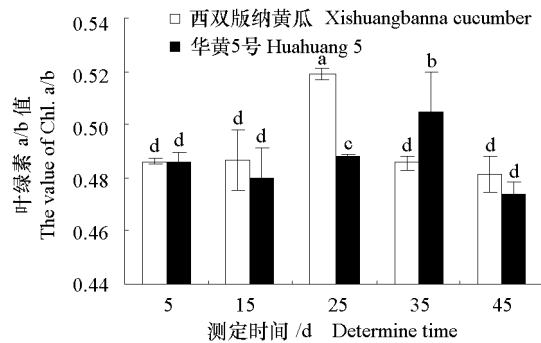 西双版纳黄瓜 Xishuangbanna cucumber
华黄5号 Huahuang 5
叶绿素 a/b 值
The value of Chl. a/b
0.54
0.52
0.50
0.48
0.46
0.44
d d d d a c d b d d
5 15 25 35 45
测定时间 /d Determine time